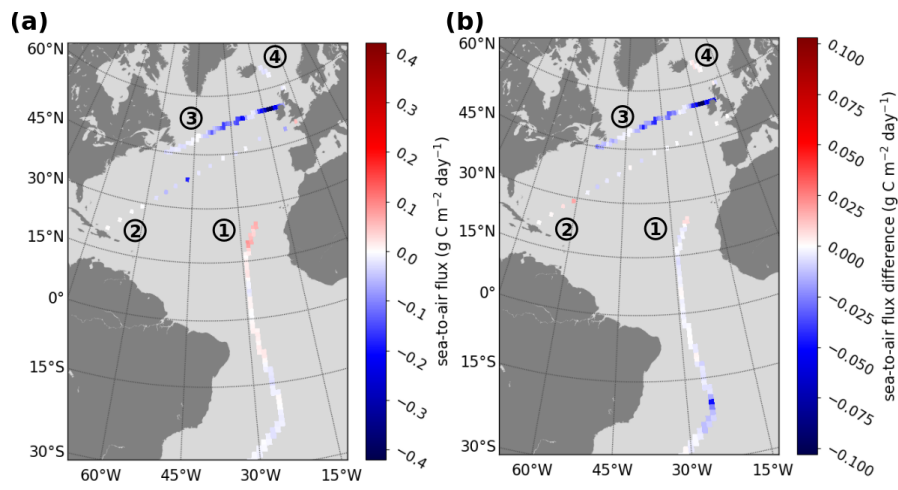 (a)
60°N
45°N
30°N
15°N
0°
15°S
30°S
60°W
45°W
30°W
15°W
①
②
③
④
0.4
0.3
0.2
0.1
0.0
−0.1
−0.2
−0.3
−0.4
sea-to-air flux (g C m⁻² day⁻¹)
(b)
60°N
45°N
30°N
15°N
0°
15°S
30°S
60°W
45°W
30°W
15°W
①
②
③
④
0.100
0.075
0.050
0.025
0.000
−0.025
−0.050
−0.075
−0.100
sea-to-air flux difference (g C m⁻² day⁻¹)